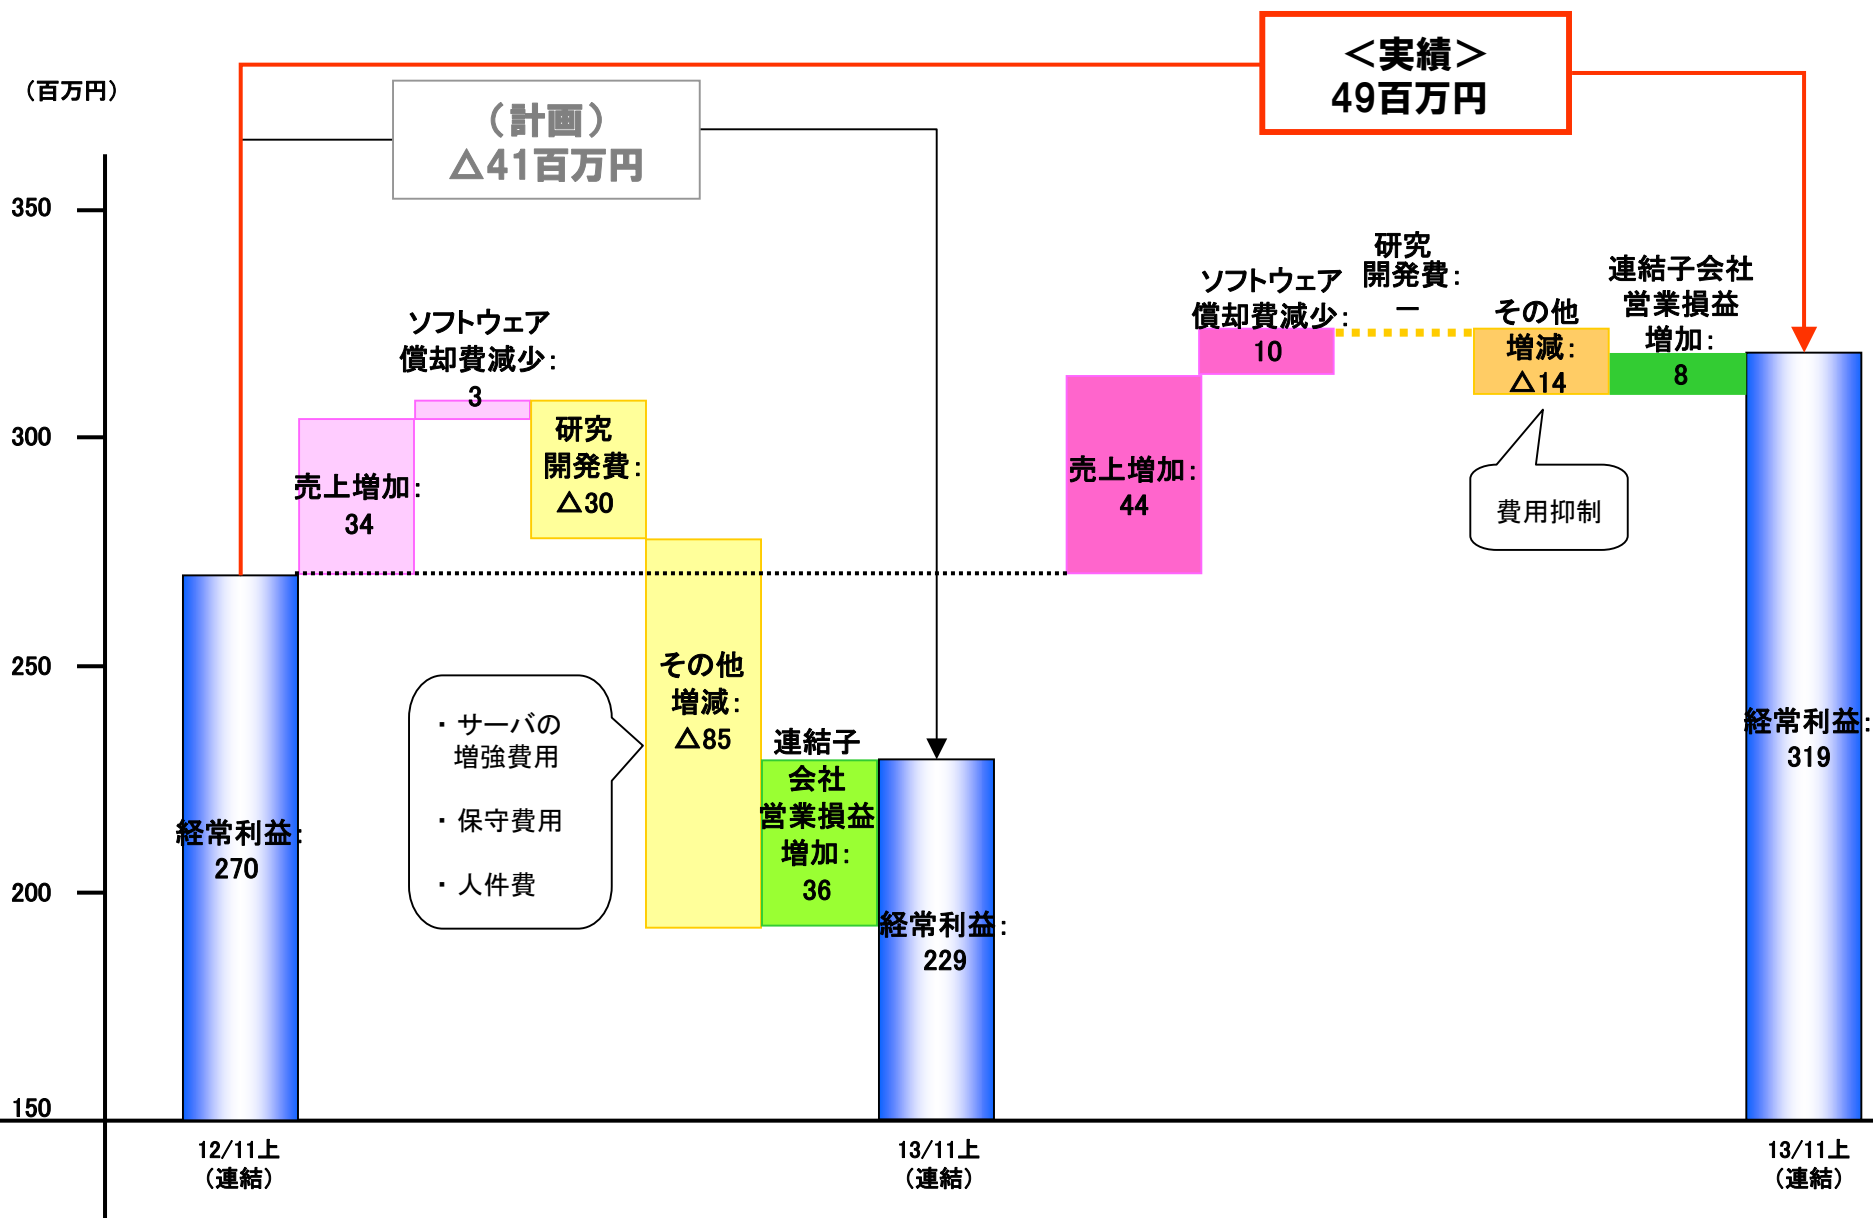 ＜実績＞
49百万円
（百万円）
（計画）
△41百万円
350
300
250
200
150
ソフトウェア
償却費減少：
3
売上増加：
34
研究
開発費：
△30
その他
増減：
△85
・サーバの
増強費用
・保守費用
・人件費
連結子
会社
営業損益
増加：
36
経常利益：
270
経常利益：
229
売上増加：
44
ソフトウェア
償却費減少：
10
研究
開発費：
－
その他
増減：
△14
費用抑制
連結子会社
営業損益
増加：
8
経常利益：
319
12/11上
（連結）
13/11上
（連結）
13/11上
（連結）